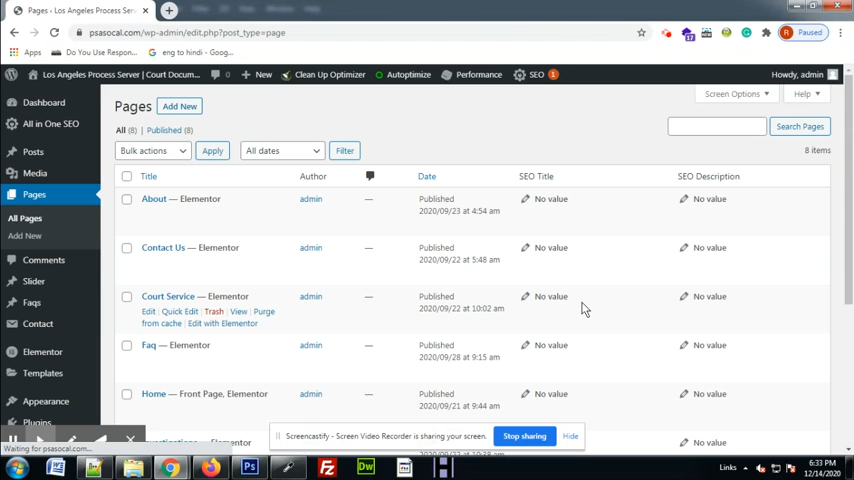 Pages ‹ Los Angeles Process Serv
psasocal.com/wp-admin/edit.php?post_type=page
Paused
Apps Do You Use Respon... eng to hindi - Goog...
Los Angeles Process Server | Court Docum... 0 New Clean Up Optimizer Autoptimize Performance SEO 1 Howdy, admin
Screen Options Help
Dashboard
All in One SEO
Posts
Media
Pages
All Pages
Add New
Comments
Slider
Faqs
Contact
Elementor
Templates
Appearance
Plugins
Pages Add New
All (8) | Published (8)
Search Pages
Bulk actions Apply All dates Filter
8 items
Title Author Date SEO Title SEO Description
About — Elementor admin — Published No value No value
2020/09/23 at 4:54 am
Contact Us — Elementor admin — Published No value No value
2020/09/22 at 5:48 am
Court Service — Elementor admin — Published No value No value
2020/09/22 at 10:02 am
Edit | Quick Edit | Trash | View | Purge
from cache | Edit with Elementor
Faq — Elementor admin — Published No value No value
2020/09/28 at 9:15 am
Home — Front Page, Elementor admin — Published No value No value
2020/09/21 at 9:44 am
Screencastify - Screen Video Recorder is sharing your screen. Stop sharing Hide
admin — Published No value No value
Waiting for psasocal.com...
Links
6:33 PM
12/14/2020